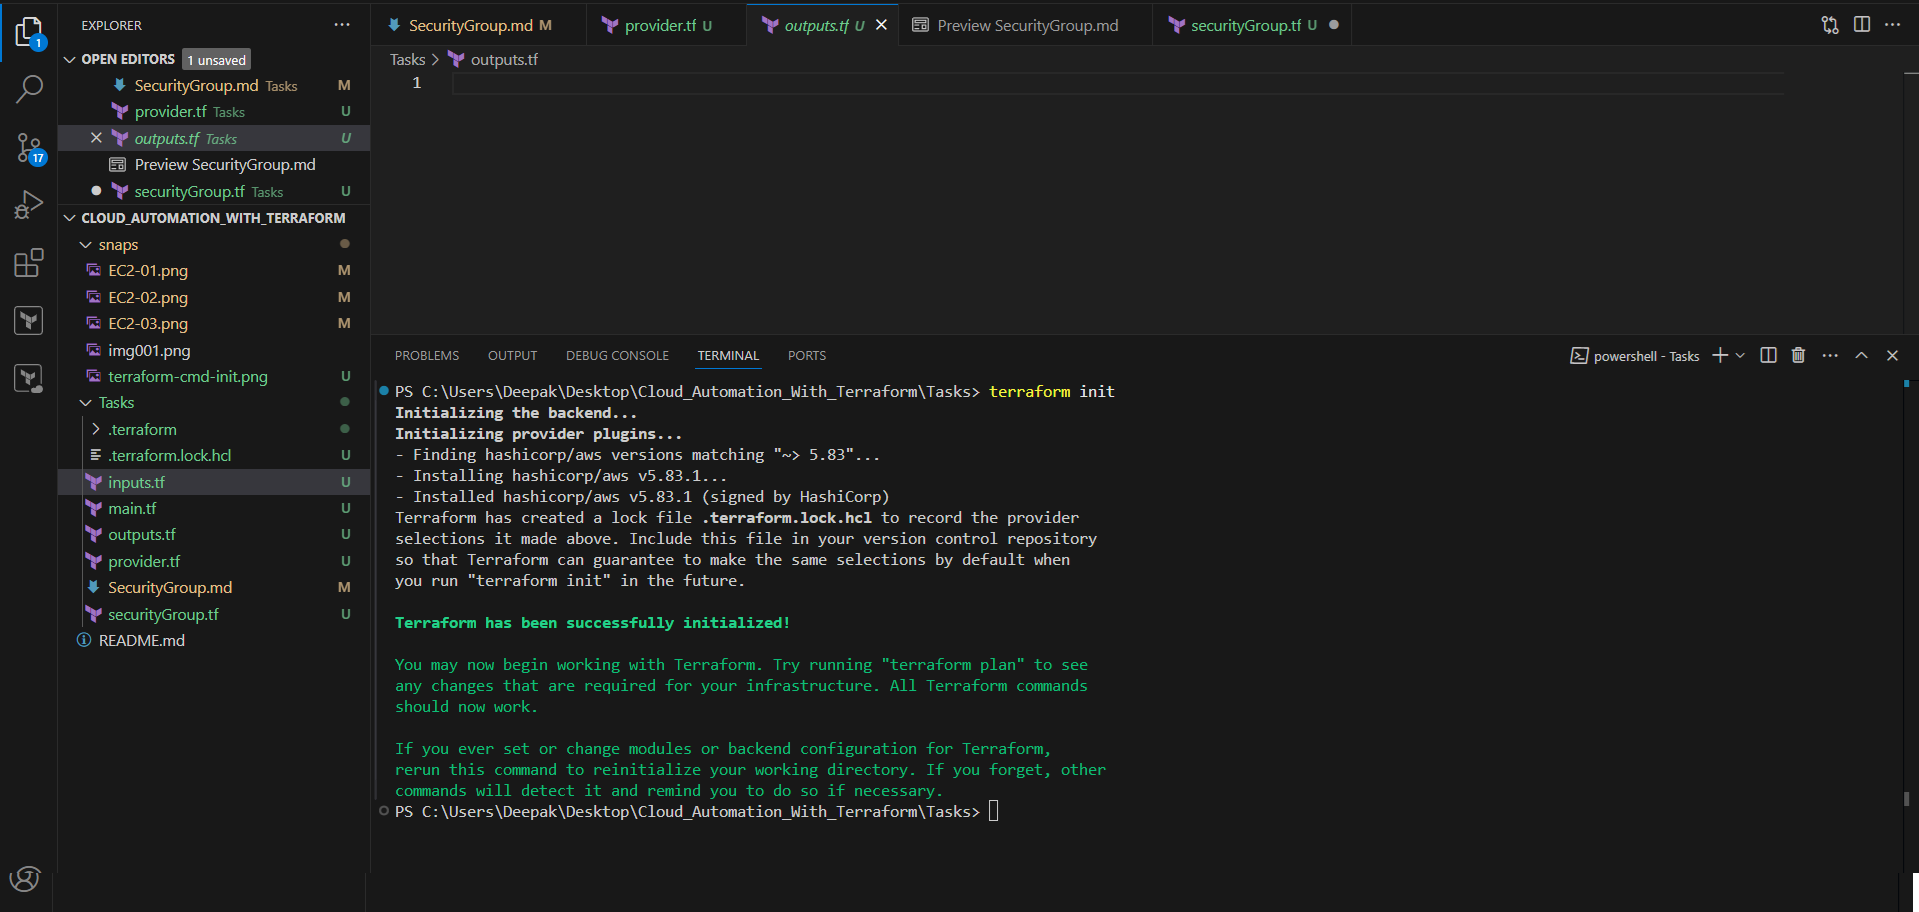 EXPLORER
OPEN EDITORS 1 unsaved
SecurityGroup.md Tasks M
provider.tf Tasks U
outputs.tf Tasks U
Preview SecurityGroup.md
securityGroup.tf Tasks U
CLOUD_AUTOMATION_WITH_TERRAFORM
snaps
EC2-01.png M
EC2-02.png M
EC2-03.png M
img001.png
terraform-cmd-init.png U
Tasks
.terraform
.terraform.lock.hcl U
inputs.tf U
main.tf U
outputs.tf U
provider.tf U
SecurityGroup.md M
securityGroup.tf U
README.md
1
17
SecurityGroup.md M provider.tf U outputs.tf U Preview SecurityGroup.md securityGroup.tf U
Tasks > outputs.tf
1
PROBLEMS OUTPUT DEBUG CONSOLE TERMINAL PORTS powershell - Tasks
PS C:\Users\Deepak\Desktop\Cloud_Automation_With_Terraform\Tasks> terraform init
Initializing the backend...
Initializing provider plugins...
- Finding hashicorp/aws versions matching "~> 5.83"...
- Installing hashicorp/aws v5.83.1...
- Installed hashicorp/aws v5.83.1 (signed by HashiCorp)
Terraform has created a lock file .terraform.lock.hcl to record the provider
selections it made above. Include this file in your version control repository
so that Terraform can guarantee to make the same selections by default when
you run "terraform init" in the future.
Terraform has been successfully initialized!
You may now begin working with Terraform. Try running "terraform plan" to see
any changes that are required for your infrastructure. All Terraform commands
should now work.
If you ever set or change modules or backend configuration for Terraform,
rerun this command to reinitialize your working directory. If you forget, other
commands will detect it and remind you to do so if necessary.
PS C:\Users\Deepak\Desktop\Cloud_Automation_With_Terraform\Tasks>